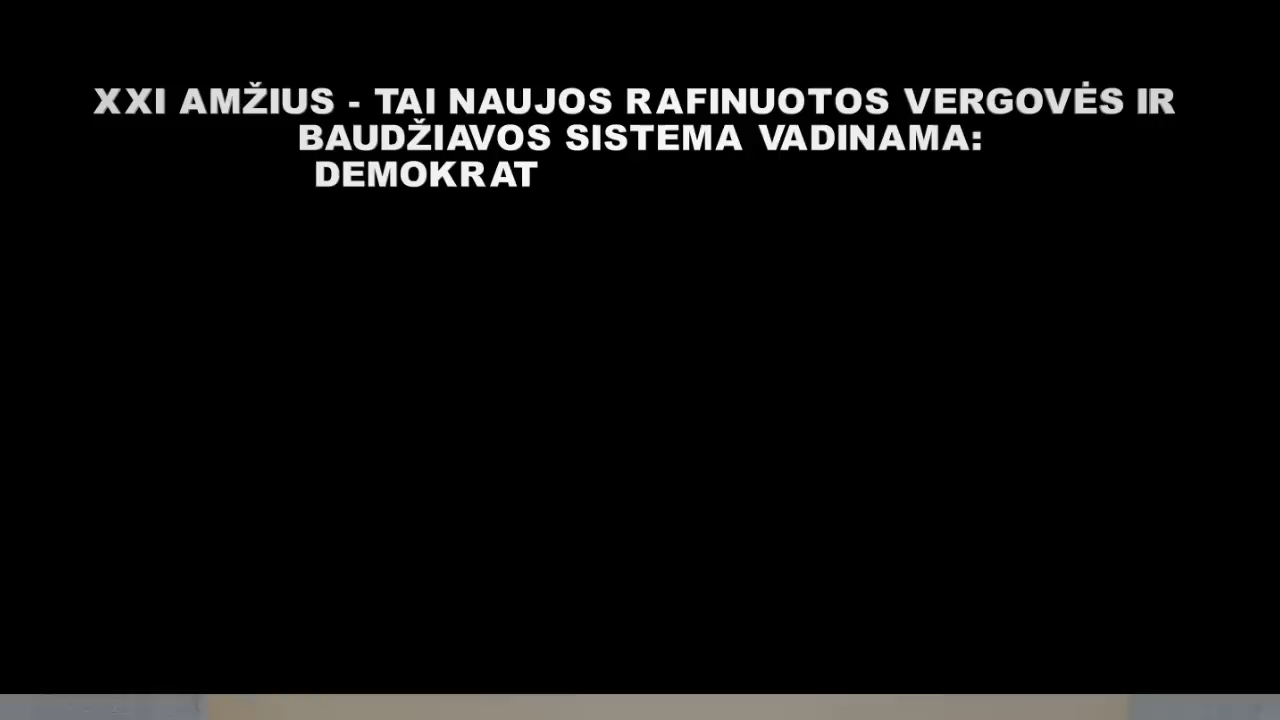 XXI AMŽIUS - TAI NAUJOS RAFINUOTOS VERGOVĖS IR
BAUDŽIAVOS SISTEMA VADINAMA:
DEMOKRAT